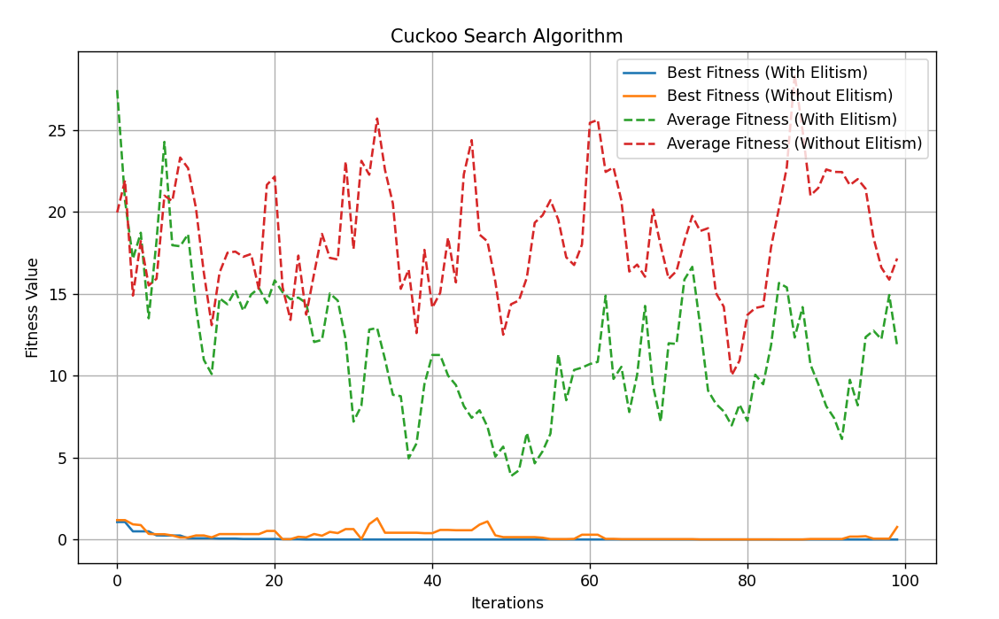 Cuckoo Search Algorithm
Best Fitness (With Elitism)
Best Fitness (Without Elitism)
Average Fitness (With Elitism)
Average Fitness (Without Elitism)
Fitness Value
25
20
15
10
5
0
0 20 40 60 80 100
Iterations